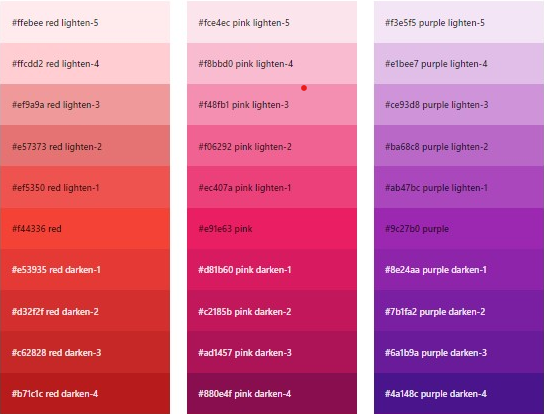 #ffebee red lighten-5
#ffcdd2 red lighten-4
#ef9a9a red lighten-3
#e57373 red lighten-2
#ef5350 red lighten-1
#f44336 red
#e53935 red darken-1
#d32f2f red darken-2
#c62828 red darken-3
#b71c1c red darken-4
#fce4ec pink lighten-5
#f8bbd0 pink lighten-4
#f48fb1 pink lighten-3
#f06292 pink lighten-2
#ec407a pink lighten-1
#e91e63 pink
#d81b60 pink darken-1
#c2185b pink darken-2
#ad1457 pink darken-3
#880e4f pink darken-4
#f3e5f5 purple lighten-5
#e1bee7 purple lighten-4
#ce93d8 purple lighten-3
#ba68c8 purple lighten-2
#ab47bc purple lighten-1
#9c27b0 purple
#8e24aa purple darken-1
#7b1fa2 purple darken-2
#6a1b9a purple darken-3
#4a148c purple darken-4